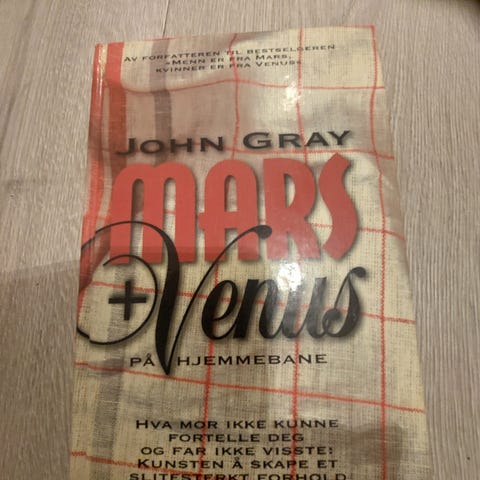 AV FORFATTEREN TIL BESTSELGEREN
«MENN ER FRA MARS,
KVINNER ER FRA VENUS».
JOHN GRAY
MARS
+ Venus
PÅ HJEMMEBANE
HVA MOR IKKE KUNNE
FORTELLE DEG
OG FAR IKKE VISSTE:
KUNSTEN Å SKAPE ET
SLITESTERKT FORHOLD